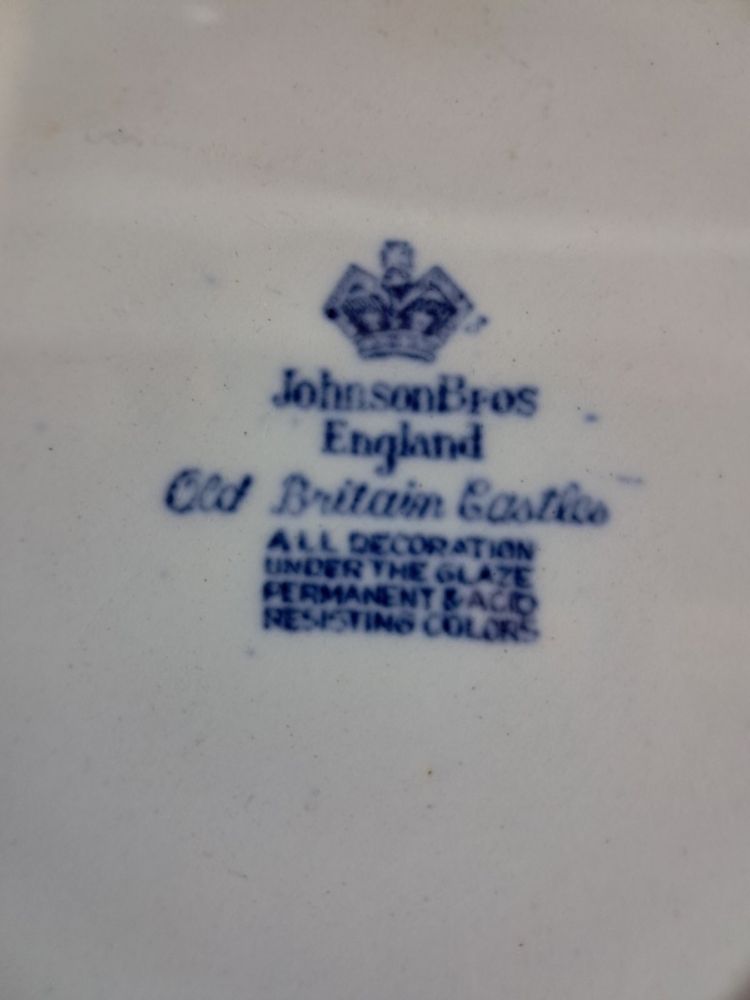 JohnsonBros
England
Old Britain Castles
ALL DECORATION
UNDER THE GLAZE
PERMANENT & ACID
RESISTING COLORS